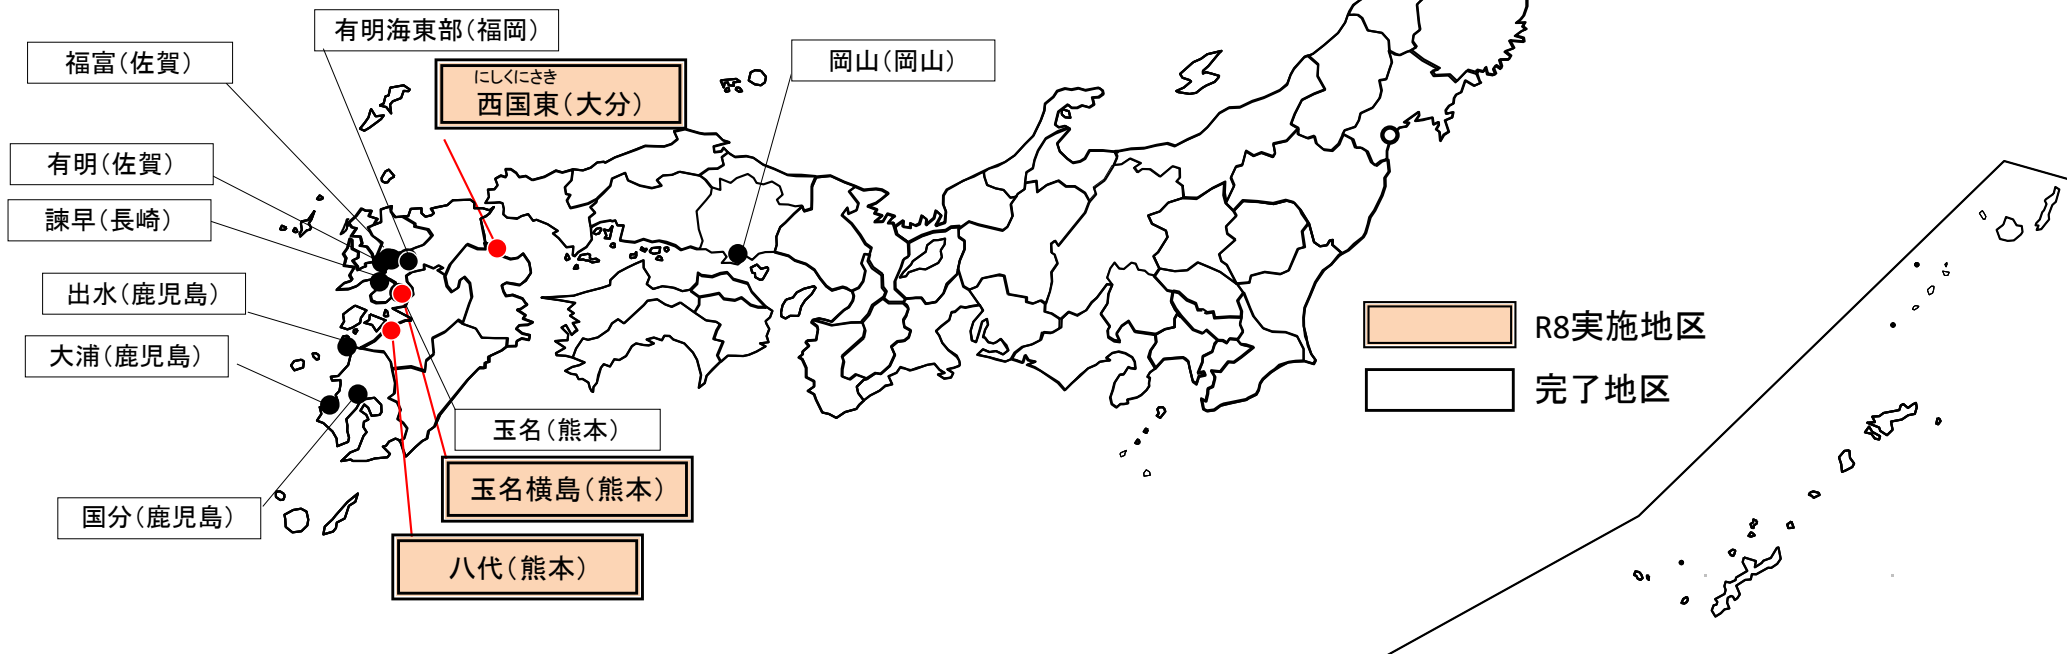 有明海東部(福岡)
福富(佐賀)
岡山(岡山)
にしくにさき
西国東(大分)
有明(佐賀)
諫早(長崎)
出水(鹿児島)
大浦(鹿児島)
R8実施地区
完了地区
玉名(熊本)
玉名横島(熊本)
国分(鹿児島)
八代(熊本)